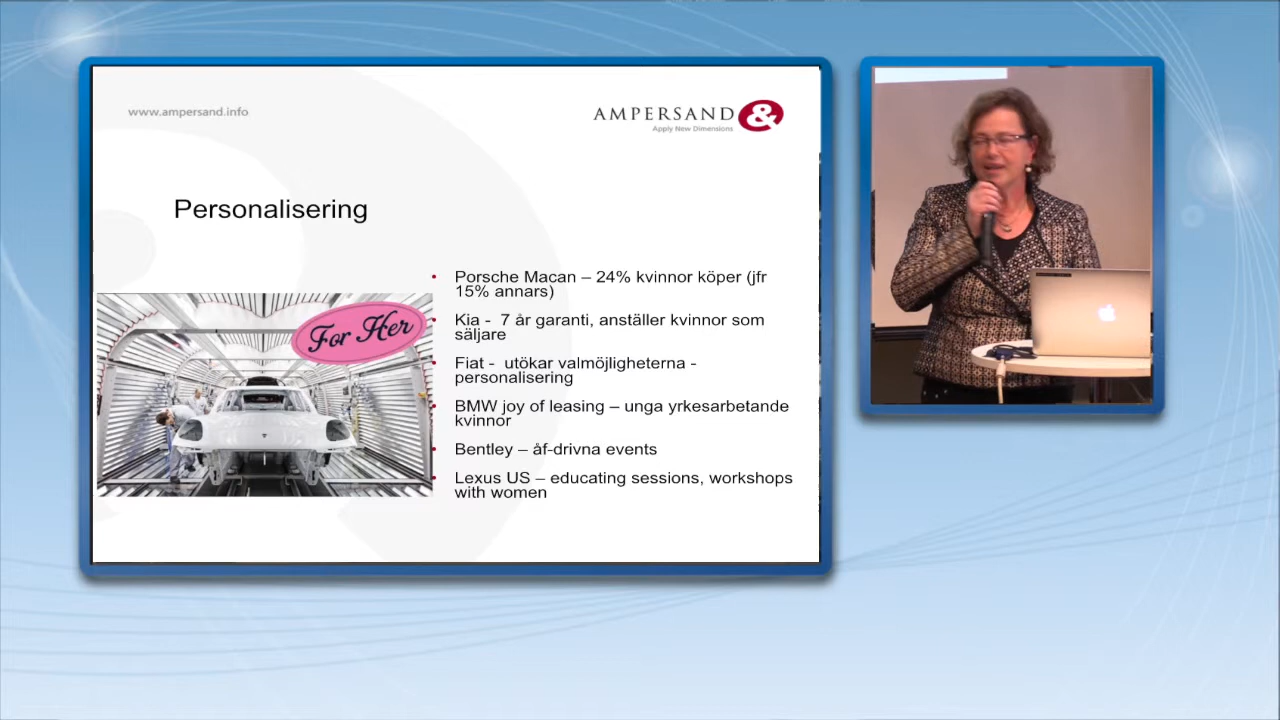 www.ampersand.info
AMPERSAND &
Apply New Dimensions
Personalisering
For Her
• Porsche Macan – 24% kvinnor köper (jfr
15% annars)
• Kia - 7 år garanti, anställer kvinnor som
säljare
• Fiat - utökar valmöjligheterna -
personalisering
• BMW joy of leasing – unga yrkesarbetande
kvinnor
• Bentley – åf-drivna events
• Lexus US – educating sessions, workshops
with women